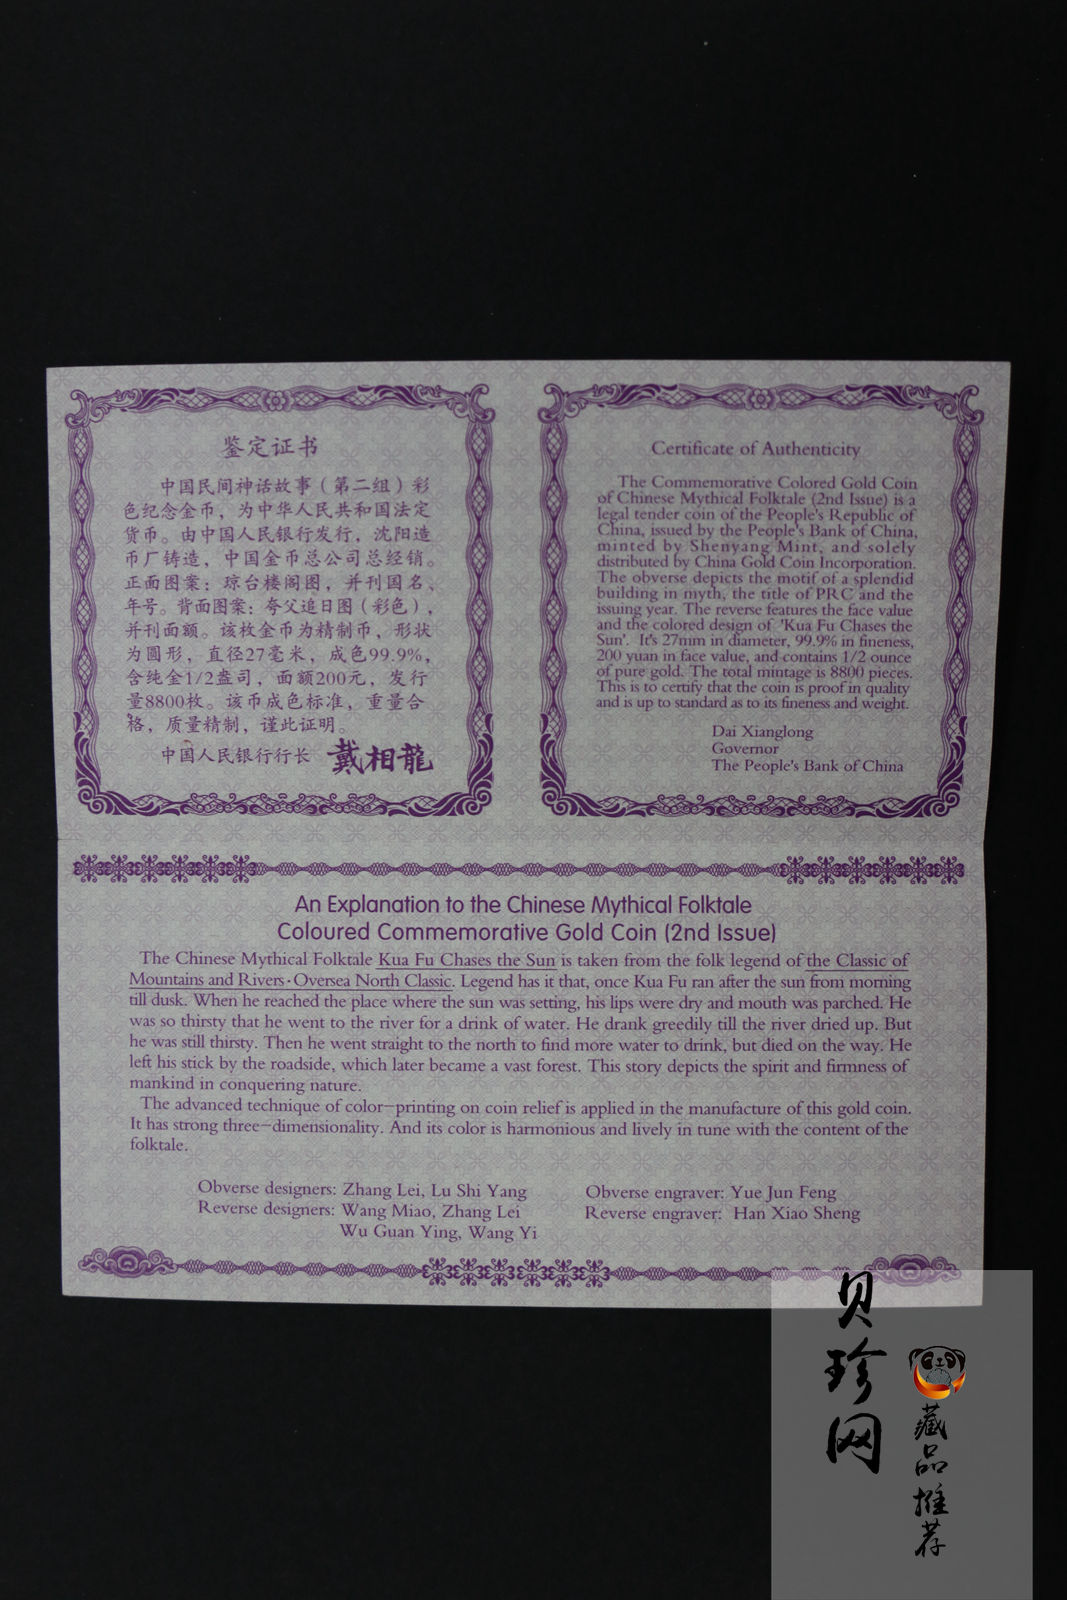 鉴定证书
中国民间神话故事（第二组）彩
色纪念金币，为中华人民共和国法定
货币。由中国人民银行发行，沈阳造
币厂铸造，中国金币总公司总经销。
正面图案：琼台楼阁图，并刊国名、
年号。背面图案：夸父追日图（彩色），
并刊面额。该枚金币为精制币，形状
为圆形，直径27毫米，成色99.9%，
含纯金1/2盎司，面额200元，发行
量8800枚。该币成色标准，重量合
格，质量精制，谨此证明。
中国人民银行行长 戴相龍
Certificate of Authenticity
The Commemorative Colored Gold Coin
of Chinese Mythical Folktale (2nd Issue) is a
legal tender coin of the People's Republic of
China, issued by the People's Bank of China,
minted by Shenyang Mint, and solely
distributed by China Gold Coin Incorporation.
The obverse depicts the motif of a splendid
building in myth, the title of PRC and the
issuing year. The reverse features the face value
and the colored design of 'Kua Fu Chases the
Sun'. It's 27mm in diameter, 99.9% in fineness,
200 yuan in face value, and contains 1/2 ounce
of pure gold. The total mintage is 8800 pieces.
This is to certify that the coin is proof in quality
and is up to standard as to its fineness and weight.
Dai Xianglong
Governor
The People's Bank of China
An Explanation to the Chinese Mythical Folktale
Coloured Commemorative Gold Coin (2nd Issue)
The Chinese Mythical Folktale Kua Fu Chases the Sun is taken from the folk legend of the Classic of
Mountains and Rivers·Oversea North Classic. Legend has it that, once Kua Fu ran after the sun from morning
till dusk. When he reached the place where the sun was setting, his lips were dry and mouth was parched. He
was so thirsty that he went to the river for a drink of water. He drank greedily till the river dried up. But
he was still thirsty. Then he went straight to the north to find more water to drink, but died on the way. He
left his stick by the roadside, which later became a vast forest. This story depicts the spirit and firmness of
mankind in conquering nature.
The advanced technique of color-printing on coin relief is applied in the manufacture of this gold coin.
It has strong three-dimensionality. And its color is harmonious and lively in tune with the content of the
folktale.
Obverse designers: Zhang Lei, Lu Shi Yang
Reverse designers: Wang Miao, Zhang Lei
Wu Guan Ying, Wang Yi
Obverse engraver: Yue Jun Feng
Reverse engraver: Han Xiao Sheng
贝珍网
藏品推荐